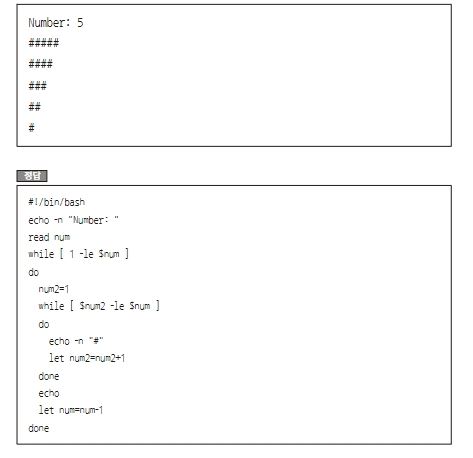 Number: 5
#####
####
###
##
#
정답
#!/bin/bash
echo -n "Number: "
read num
while [ 1 -le $num ]
do
num2=1
while [ $num2 -le $num ]
do
echo -n "#"
let num2=num2+1
done
echo
let num=num-1
done